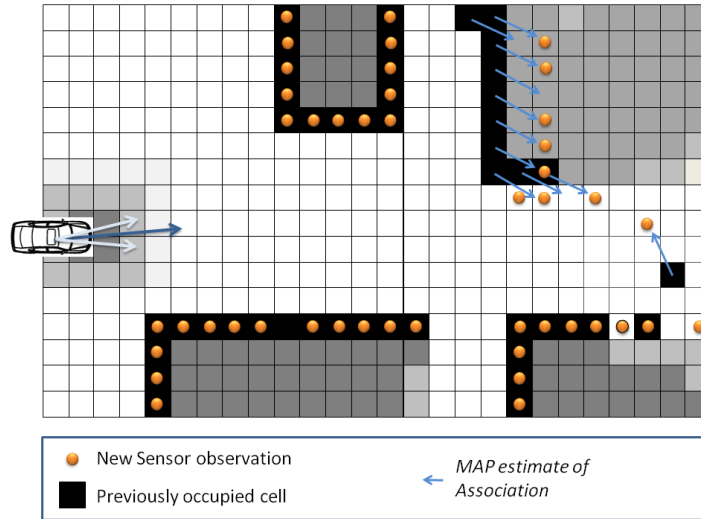 New Sensor observation
Previously occupied cell
MAP estimate of
Association